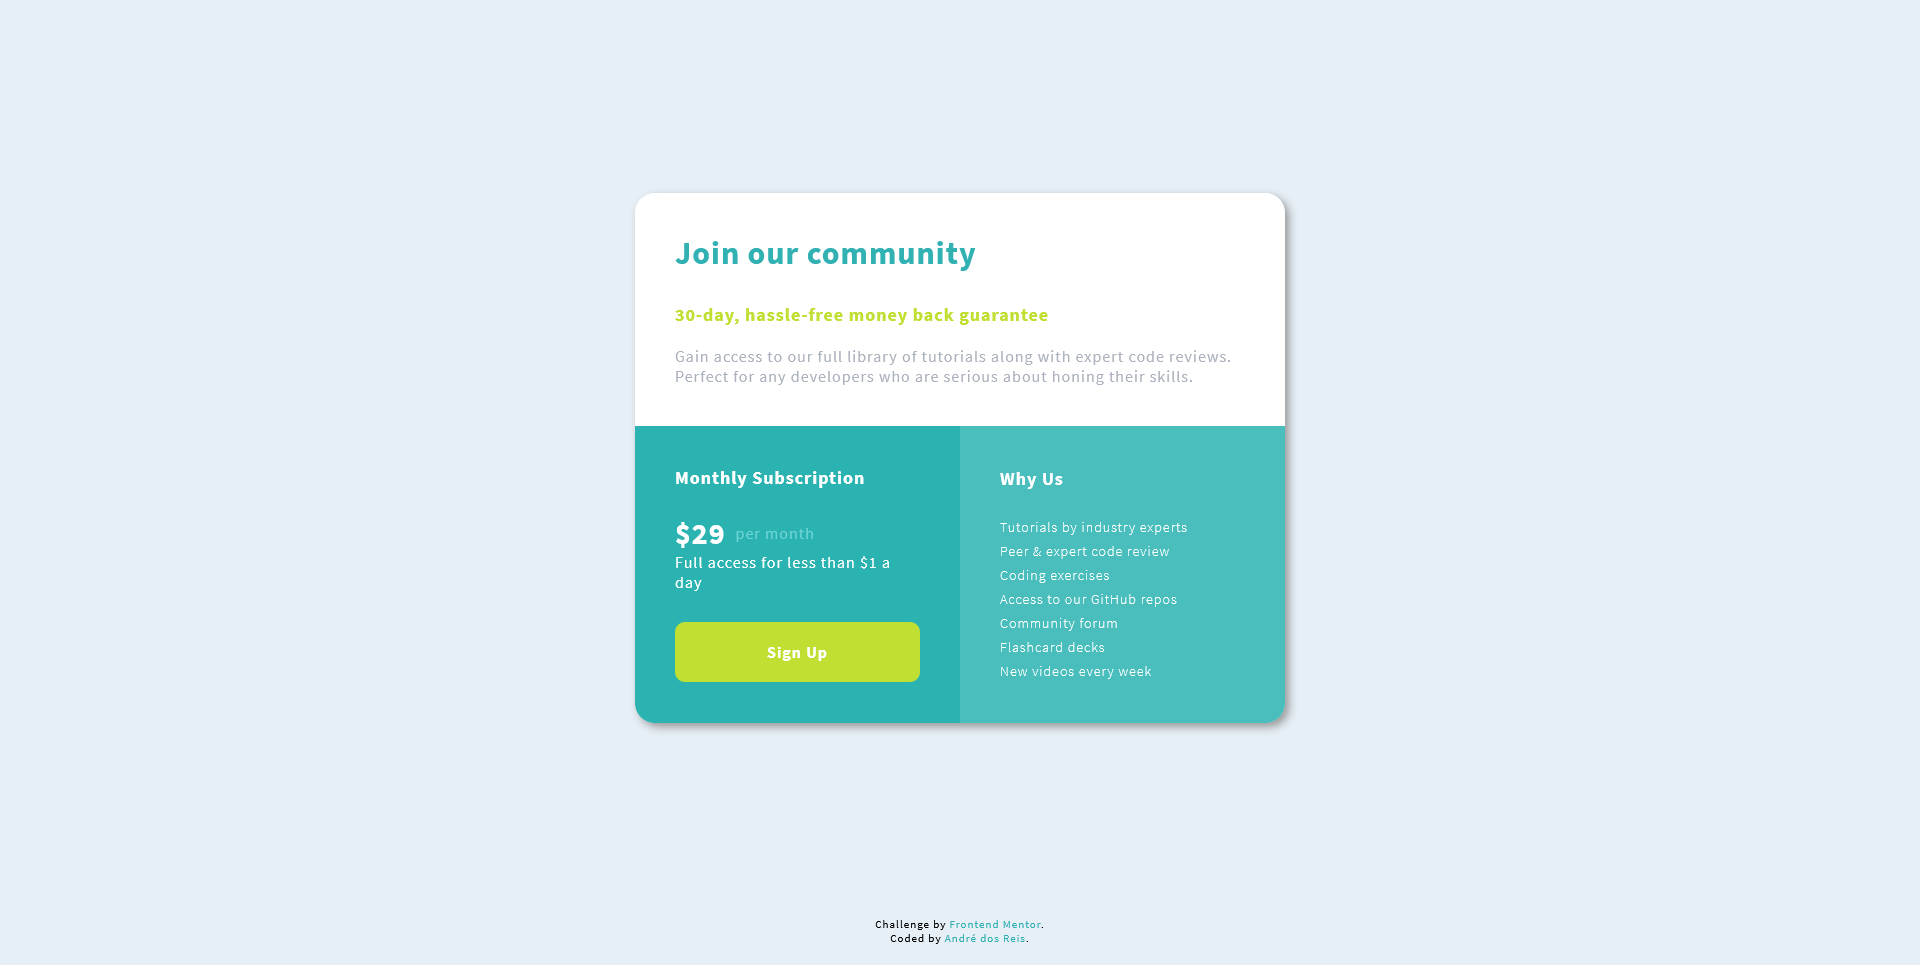 Join our community
30-day, hassle-free money back guarantee
Gain access to our full library of tutorials along with expert code reviews.
Perfect for any developers who are serious about honing their skills.
Monthly Subscription
$29 per month
Full access for less than $1 a
day
Sign Up
Why Us
Tutorials by industry experts
Peer & expert code review
Coding exercises
Access to our GitHub repos
Community forum
Flashcard decks
New videos every week
Challenge by Frontend Mentor.
Coded by André dos Reis.